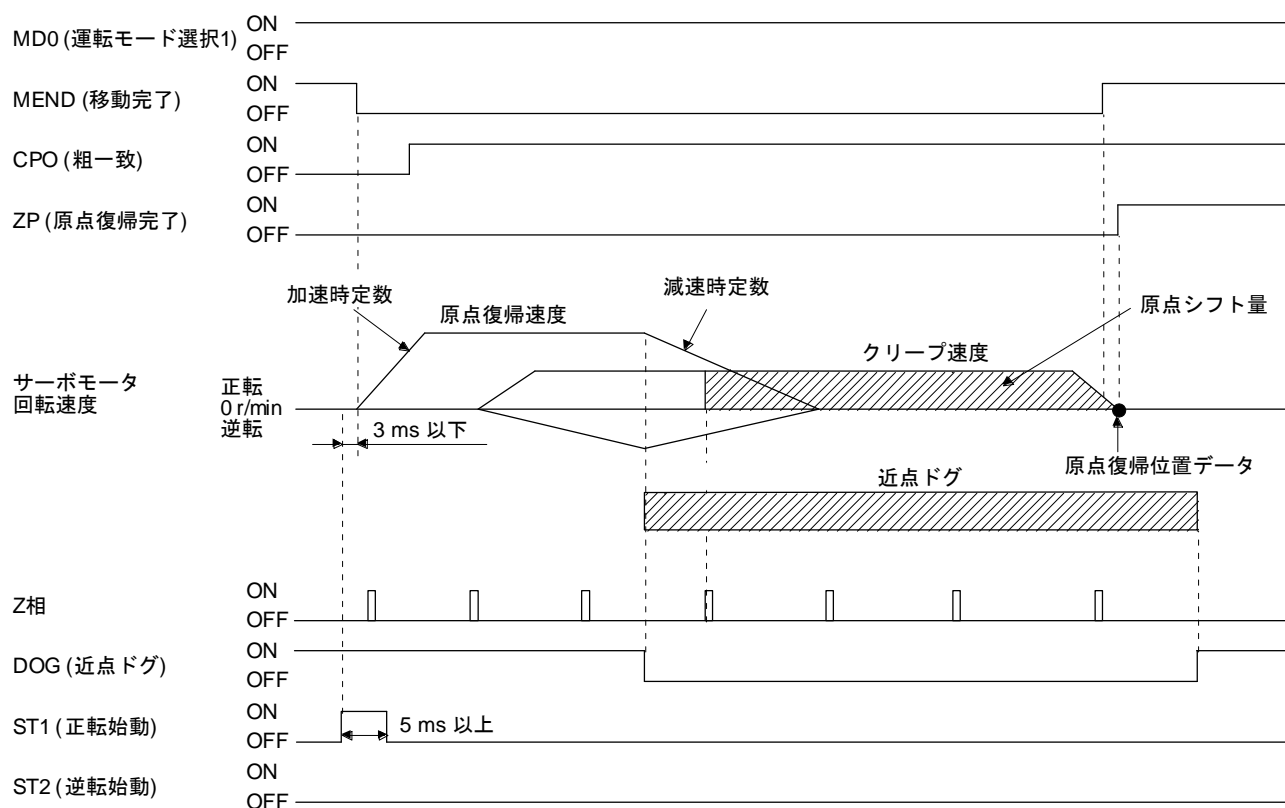 MD0 (運転モード選択1)
ON
OFF
MEND (移動完了)
ON
OFF
CPO (粗一致)
ON
OFF
ZP (原点復帰完了)
ON
OFF
加速時定数
原点復帰速度
減速時定数
原点シフト量
クリープ速度
サーボモータ
回転速度
正転
0 r/min
逆転
3 ms 以下
原点復帰位置データ
近点ドグ
Z相
ON
OFF
DOG (近点ドグ)
ON
OFF
ST1 (正転始動)
ON
OFF
5 ms 以上
ST2 (逆転始動)
ON
OFF